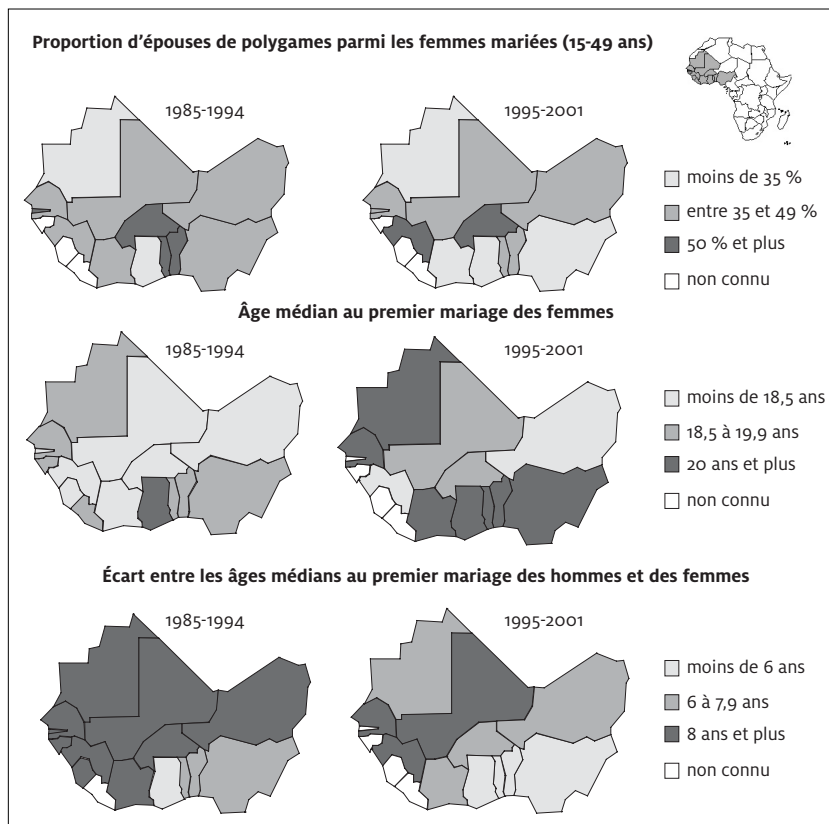 Proportion d'épouses de polygames parmi les femmes mariées (15-49 ans)
1985-1994
1995-2001
moins de 35 %
entre 35 et 49 %
50 % et plus
non connu
Âge médian au premier mariage des femmes
1985-1994
1995-2001
moins de 18,5 ans
18,5 à 19,9 ans
20 ans et plus
non connu
Écart entre les âges médians au premier mariage des hommes et des femmes
1985-1994
1995-2001
moins de 6 ans
6 à 7,9 ans
8 ans et plus
non connu